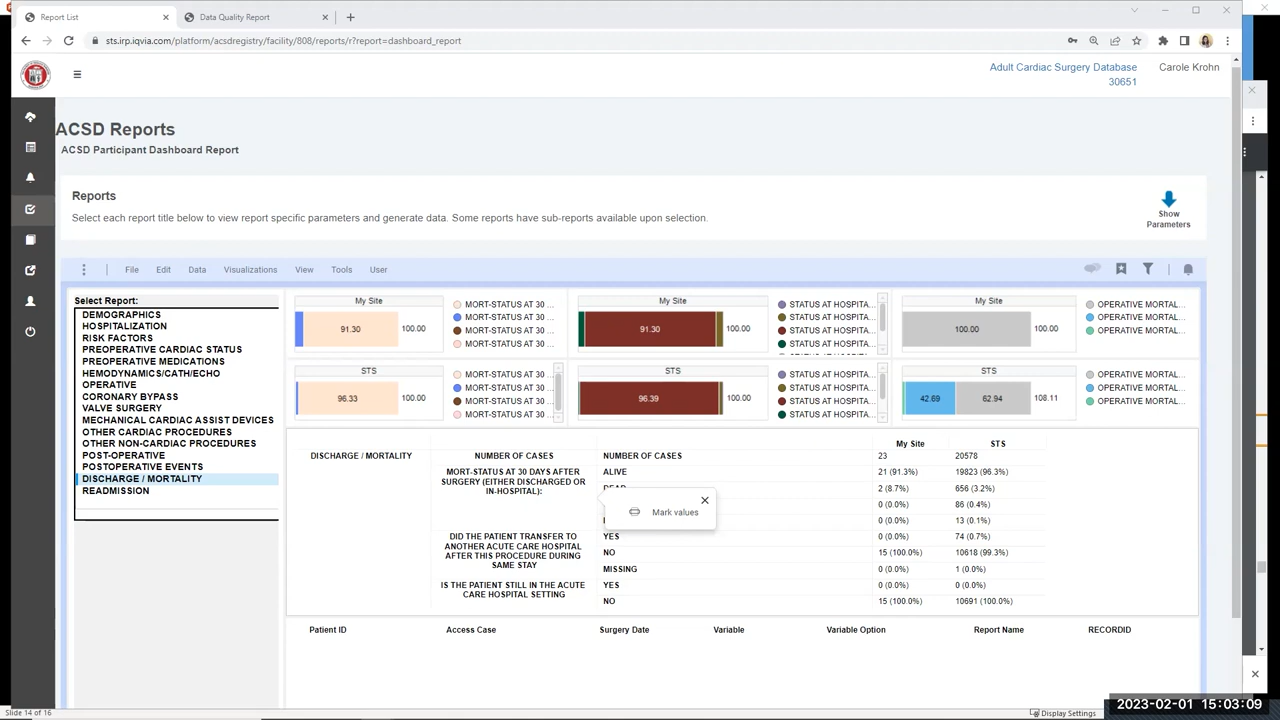 Report List
Data Quality Report
sts.irp.iqvia.com/platform/acsdregistry/facility/808/reports/r?report=dashboard_report
Adult Cardiac Surgery Database
30651
Carole Krohn
ACSD Reports
ACSD Participant Dashboard Report
Reports
Select each report title below to view report specific parameters and generate data. Some reports have sub-reports available upon selection.
Show
Parameters
File Edit Data Visualizations View Tools User
Select Report:
DEMOGRAPHICS
HOSPITALIZATION
RISK FACTORS
PREOPERATIVE CARDIAC STATUS
PREOPERATIVE MEDICATIONS
HEMODYNAMICS/CATH/ECHO
OPERATIVE
CORONARY BYPASS
VALVE SURGERY
MECHANICAL CARDIAC ASSIST DEVICES
OTHER CARDIAC PROCEDURES
OTHER NON-CARDIAC PROCEDURES
POST-OPERATIVE
POSTOPERATIVE EVENTS
DISCHARGE / MORTALITY
READMISSION
My Site
91.30
100.00
MORT-STATUS AT 30 ...
MORT-STATUS AT 30 ...
MORT-STATUS AT 30 ...
MORT-STATUS AT 30 ...
My Site
91.30
100.00
STATUS AT HOSPITA...
STATUS AT HOSPITA...
STATUS AT HOSPITA...
STATUS AT HOSPITA...
My Site
100.00
100.00
OPERATIVE MORTAL...
OPERATIVE MORTAL...
OPERATIVE MORTAL...
STS
96.33
100.00
MORT-STATUS AT 30 ...
MORT-STATUS AT 30 ...
MORT-STATUS AT 30 ...
MORT-STATUS AT 30 ...
STS
96.39
100.00
STATUS AT HOSPITA...
STATUS AT HOSPITA...
STATUS AT HOSPITA...
STATUS AT HOSPITA...
STS
42.69
62.94
108.11
OPERATIVE MORTAL...
OPERATIVE MORTAL...
OPERATIVE MORTAL...
My Site STS
DISCHARGE / MORTALITY NUMBER OF CASES NUMBER OF CASES 23 20578
MORT-STATUS AT 30 DAYS AFTER
SURGERY (EITHER DISCHARGED OR
IN-HOSPITAL):
ALIVE 21 (91.3%) 19823 (96.3%)
DEAD 2 (8.7%) 656 (3.2%)
0 (0.0%) 86 (0.4%)
0 (0.0%) 13 (0.1%)
Mark values
DID THE PATIENT TRANSFER TO
ANOTHER ACUTE CARE HOSPITAL
AFTER THIS PROCEDURE DURING
SAME STAY
YES 0 (0.0%) 74 (0.7%)
NO 15 (100.0%) 10618 (99.3%)
MISSING 0 (0.0%) 1 (0.0%)
IS THE PATIENT STILL IN THE ACUTE
CARE HOSPITAL SETTING
YES 0 (0.0%) 0 (0.0%)
NO 15 (100.0%) 10691 (100.0%)
Patient ID Access Case Surgery Date Variable Variable Option Report Name RECORDID
Slide 14 of 16
Display Settings
2023-02-01 15:03:09